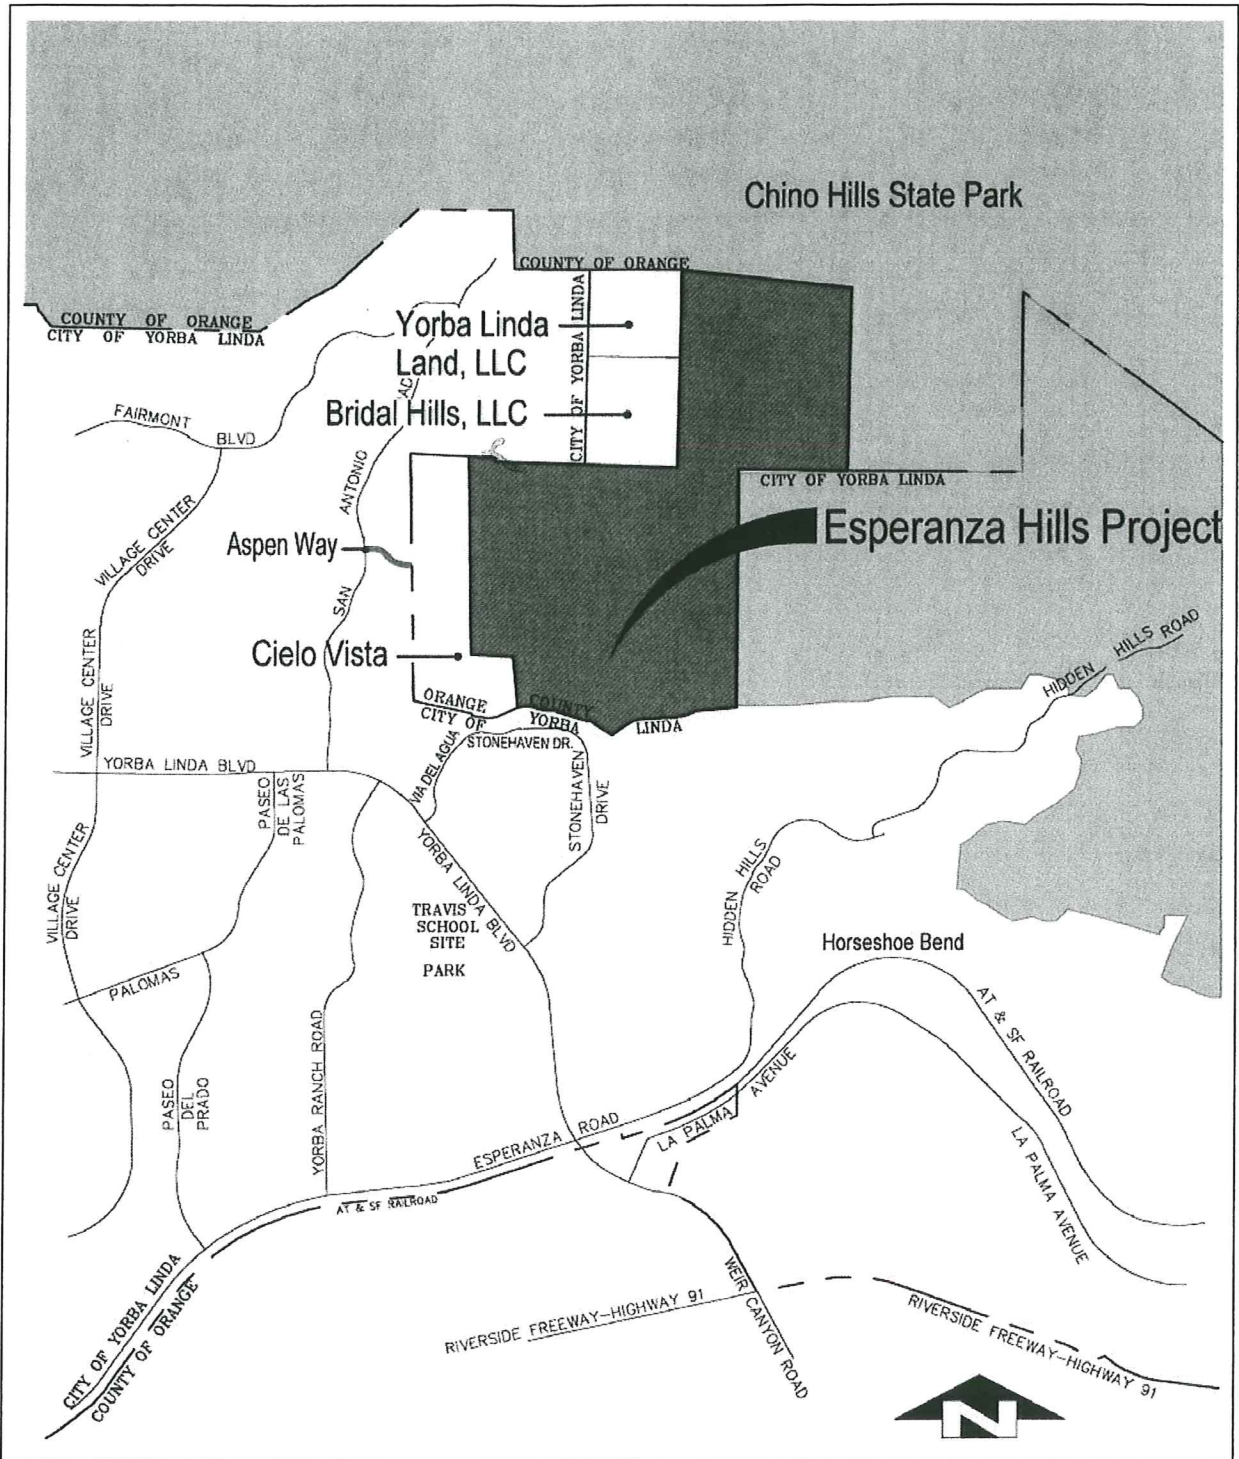 Chino Hills State Park
COUNTY OF ORANGE
COUNTY OF ORANGE
CITY OF YORBA LINDA
CITY OF YORBA LINDA
Yorba Linda
Land, LLC
Bridal Hills, LLC
CITY OF YORBA LINDA
FAIRMONT
BLVD
AD
ANTONIO
SAN
CITY OF YORBA LINDA
Esperanza Hills Project
VILLAGE CENTER
DRIVE
Aspen Way
Cielo Vista
HIDDEN HILLS ROAD
VILLAGE CENTER
DRIVE
ORANGE
COUNTY
CITY OF
YORBA
LINDA
STONEHAVEN DR.
VIA DEL AGUA
STONEHAVEN
DRIVE
YORBA LINDA BLVD
PASEO
DE LAS
PALOMAS
YORBA LINDA BLVD
VILLAGE CENTER
DRIVE
TRAVIS
SCHOOL
SITE
PARK
HIDDEN HILLS
ROAD
Horseshoe Bend
PALOMAS
AT & SF RAILROAD
YORBA RANCH ROAD
PASEO
DEL
PRADO
ESPERANZA ROAD
LA PALMA AVENUE
LA PALMA AVENUE
AT & SF RAILROAD
CITY OF YORBA LINDA
COUNTY OF ORANGE
WEIR CANYON ROAD
RIVERSIDE FREEWAY-HIGHWAY 91
RIVERSIDE FREEWAY-HIGHWAY 91
N